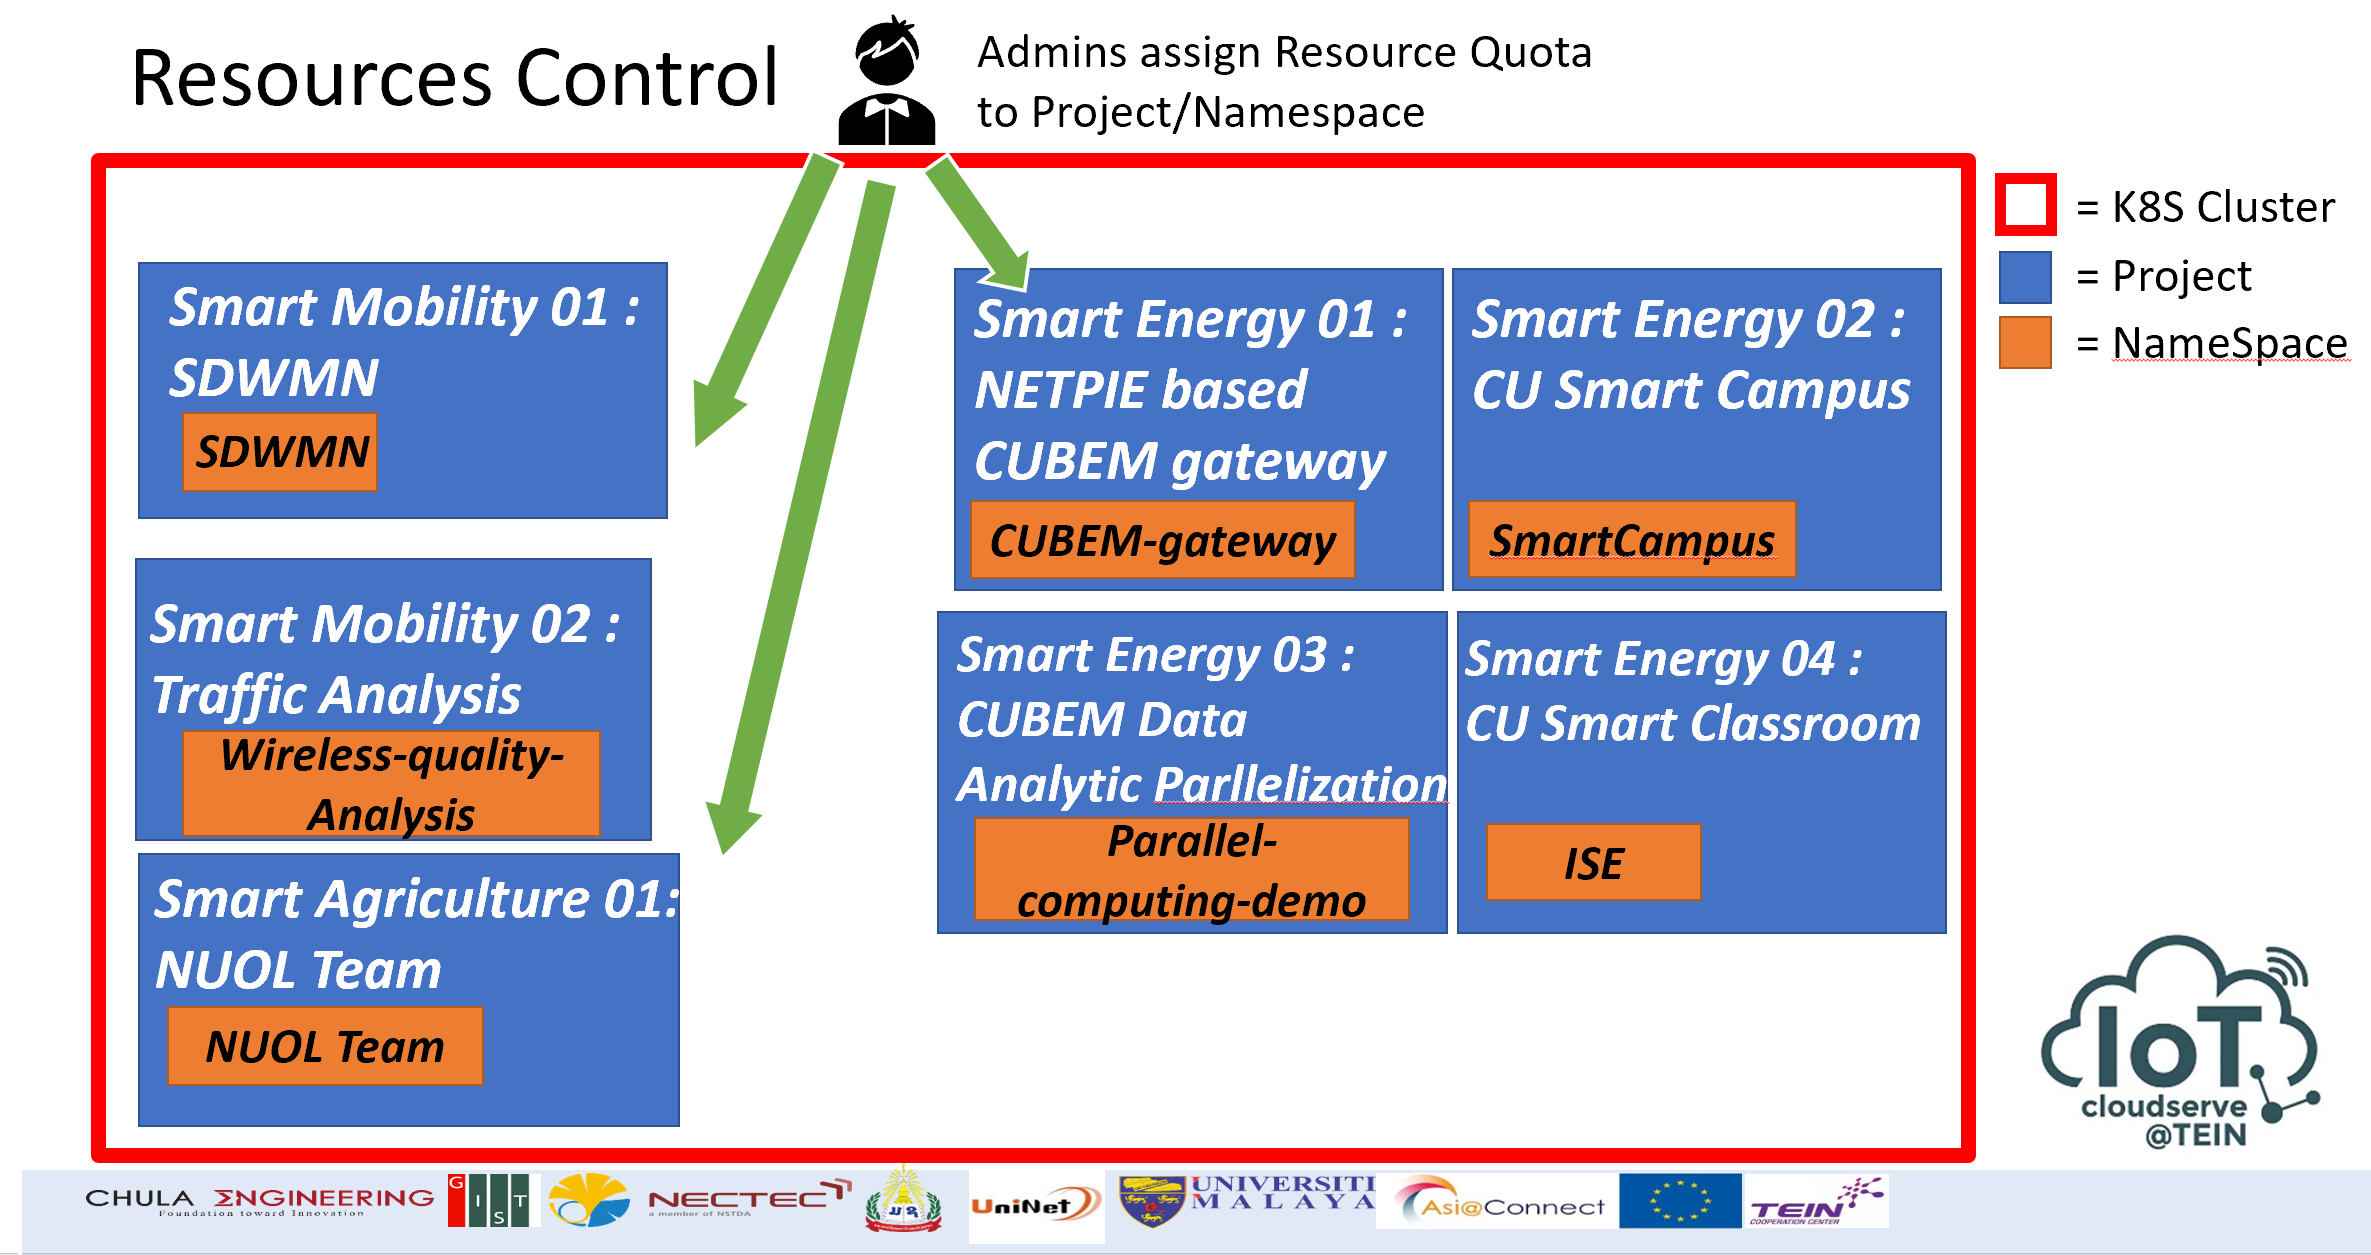 Resources Control
Admins assign Resource Quota
to Project/Namespace
= K8S Cluster
= Project
= NameSpace
Smart Mobility 01 :
SDWMN
SDWMN
Smart Mobility 02 :
Traffic Analysis
Wireless-quality-
Analysis
Smart Agriculture 01:
NUOL Team
NUOL Team
Smart Energy 01 :
NETPIE based
CUBEM gateway
CUBEM-gateway
Smart Energy 02 :
CU Smart Campus
SmartCampus
Smart Energy 03 :
CUBEM Data
Analytic Parllelization
Parallel-
computing-demo
Smart Energy 04 :
CU Smart Classroom
ISE
IoT
cloudserve
@TEIN
CHULA ΣNGINEERING
Foundation toward Innovation
GIST
NECTEC
a member of NSTDA
UniNet
UNIVERSITI
MALAYA
Asi@Connect
TEIN
COOPERATION CENTER